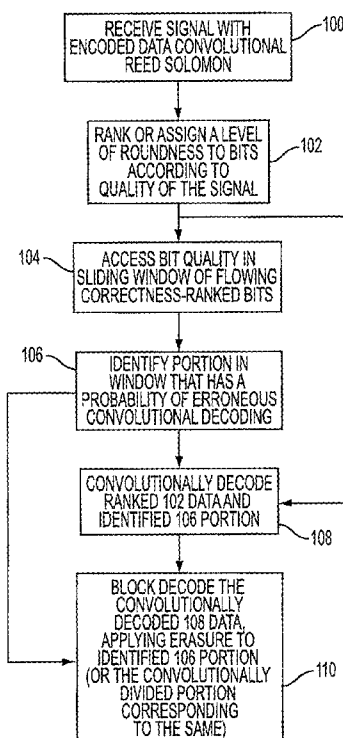 RECEIVE SIGNAL WITH
ENCODED DATA CONVOLUTIONAL
REED SOLOMON
100
RANK OR ASSIGN A LEVEL
OF ROUNDNESS TO BITS
ACCORDING TO
QUALITY OF THE SIGNAL
102
104
ACCESS BIT QUALITY IN
SLIDING WINDOW OF FLOWING
CORRECTNESS-RANKED BITS
106
IDENTIFY PORTION IN
WINDOW THAT HAS A
PROBABILITY OF ERRONEOUS
CONVOLUTIONAL DECODING
CONVOLUTIONALLY DECODE
RANKED 102 DATA AND
IDENTIFIED 106 PORTION
108
BLOCK DECODE THE
CONVOLUTIONALLY
DECODED 108 DATA,
APPLYING ERASURE TO
IDENTIFIED 106 PORTION
(OR THE CONVOLUTIONALLY
DIVIDED PORTION
CORRESPONDING
TO THE SAME)
110